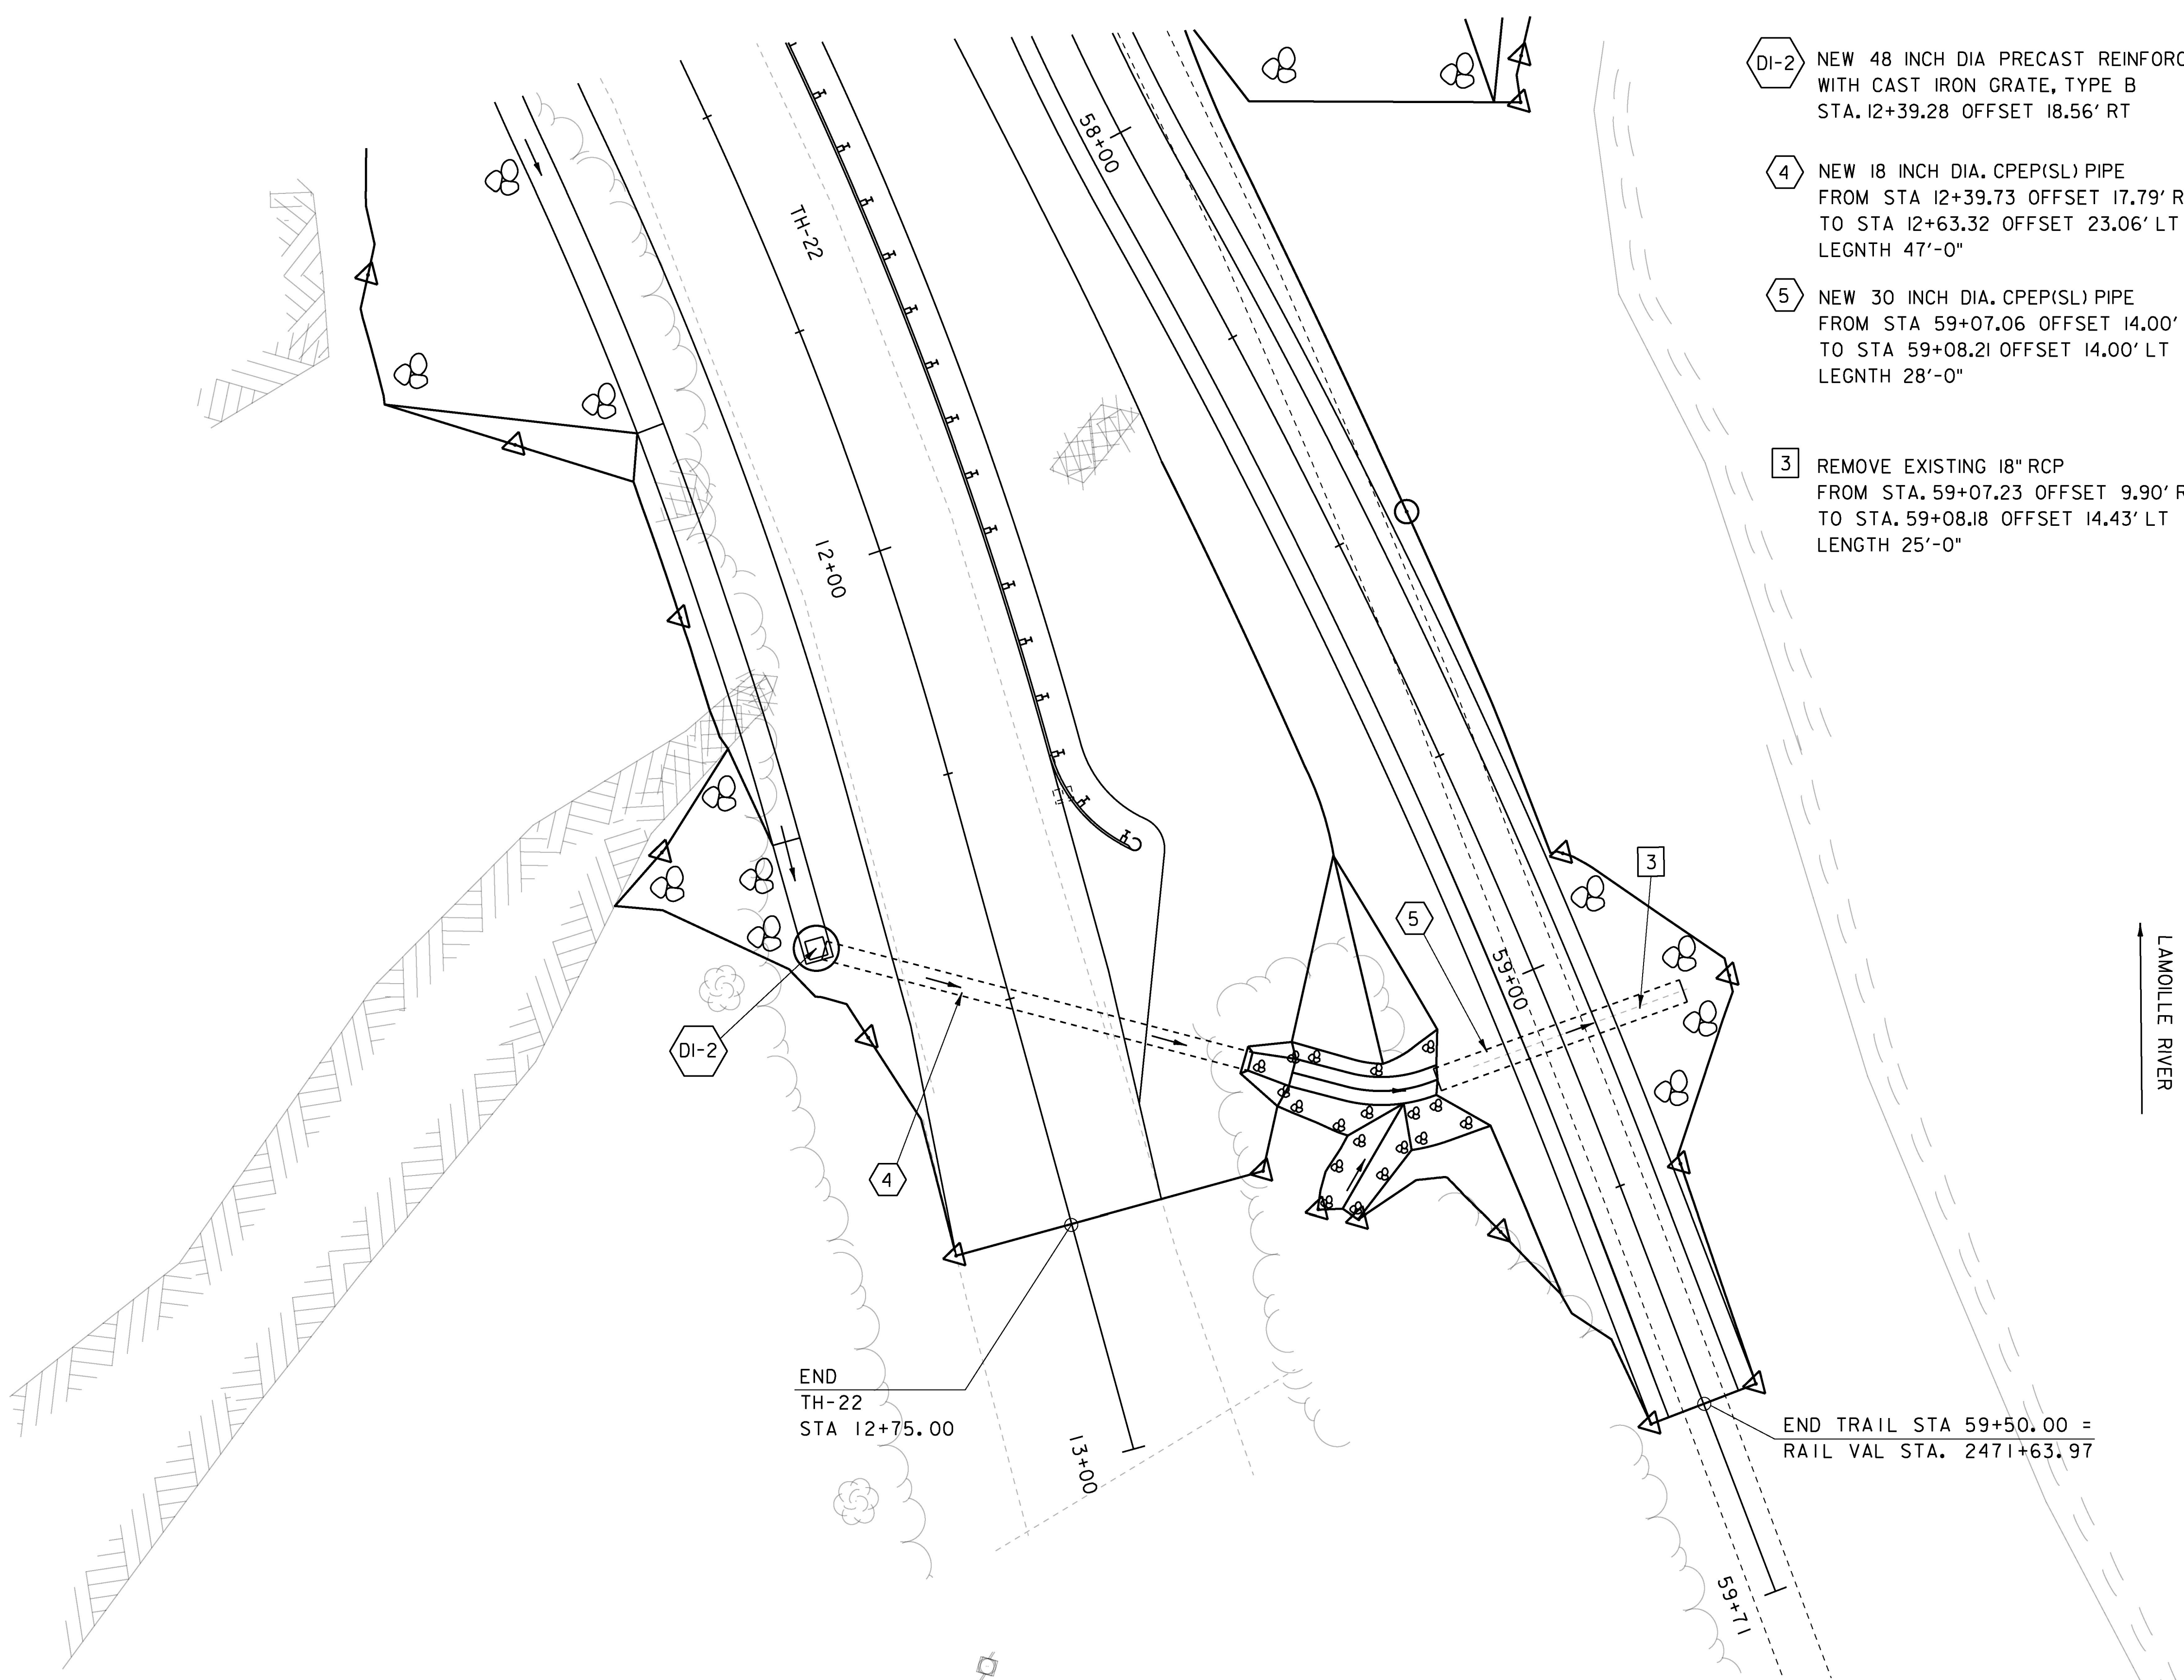 DI-2
NEW 48 INCH DIA PRECAST REINFORC
WITH CAST IRON GRATE, TYPE B
STA. 12+39.28 OFFSET 18.56' RT
4
NEW 18 INCH DIA. CPEP(SL) PIPE
FROM STA 12+39.73 OFFSET 17.79' R
TO STA 12+63.32 OFFSET 23.06' LT
LEGNTH 47'-0"
5
NEW 30 INCH DIA. CPEP(SL) PIPE
FROM STA 59+07.06 OFFSET 14.00'
TO STA 59+08.21 OFFSET 14.00' LT
LEGNTH 28'-0"
3
REMOVE EXISTING 18" RCP
FROM STA. 59+07.23 OFFSET 9.90' R
TO STA. 59+08.18 OFFSET 14.43' LT
LENGTH 25'-0"
58+00
TH-22
12+00
3
5
59+00
LAMOILLE RIVER
DI-2
4
END
TH-22
STA 12+75.00
13+00
END TRAIL STA 59+50.00 =
RAIL VAL STA. 2471+63.97
59+71